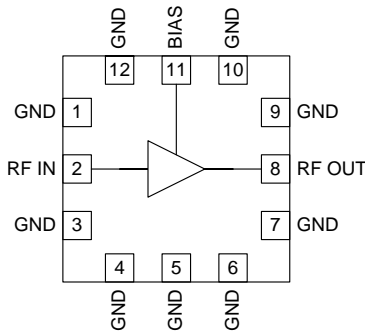 GND BIAS GND
12 11 10
GND 1 9 GND
RF IN 2 8 RF OUT
GND 3 7 GND
4 5 6
GND GND GND